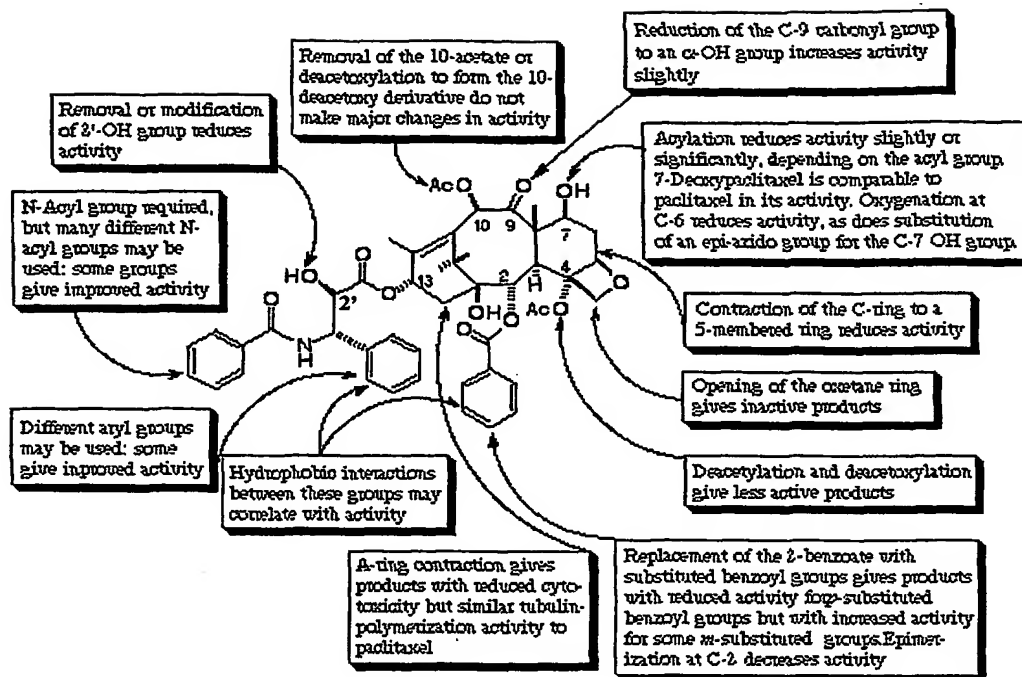 Reduction of the C-9 carbonyl group
to an α-OH group increases activity
slightly
Removal of the 10-acetate or
deacetoxylation to form the 10-
deacetoxy derivative do not
make major changes in activity
Removal or modification
of 2'-OH group reduces
activity
Acylation reduces activity slightly or
significantly, depending on the acyl group.
7-Deoxypaclitaxel is comparable to
paclitaxel in its activity. Oxygenation at
C-6 reduces activity, as does substitution
of an epi-azido group for the C-7 OH group.
N-Acyl group required,
but many different N-
acyl groups may be
used: some groups
give improved activity
AcO
O
OH
10
9
7
HO
O
O
13
2
4
H
O
2'
HO
AcO
O
O
N
H
O
Contraction of the C-ring to a
5-membered ring reduces activity
Opening of the oxetane ring
gives inactive products
Different aryl groups
may be used: some
give inproved activity
Hydrophobic interactions
between these groups may
correlate with activity
Deacetylation and deacetoxylation
give less active products
A-ring contraction gives
products with reduced cyto-
toxicity but similar tubulin-
polymerization activity to
paclitaxel
Replacement of the 2-benzoate with
substituted benzoyl groups gives products
with reduced activity for p-substituted
benzoyl groups but with increased activity
for some m-substituted groups. Epimer-
ization at C-2 decreases activity